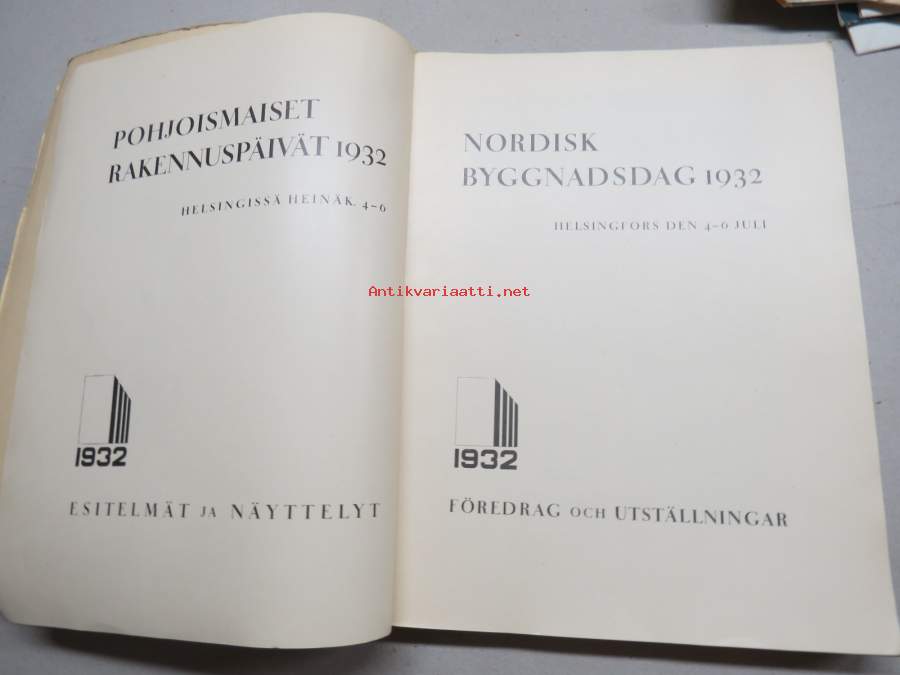 POHJOISMAISET
RAKENNUSPÄIVÄT 1932
HELSINGISSÄ HEINÄK. 4-6
1932
ESITELMÄT JA NÄYTTELYT
NORDISK
BYGGNADSDAG 1932
HELSINGFORS DEN 4-6 JULI
1932
FÖREDRAG OCH UTSTÄLLNINGAR
Antikvariaatti.net